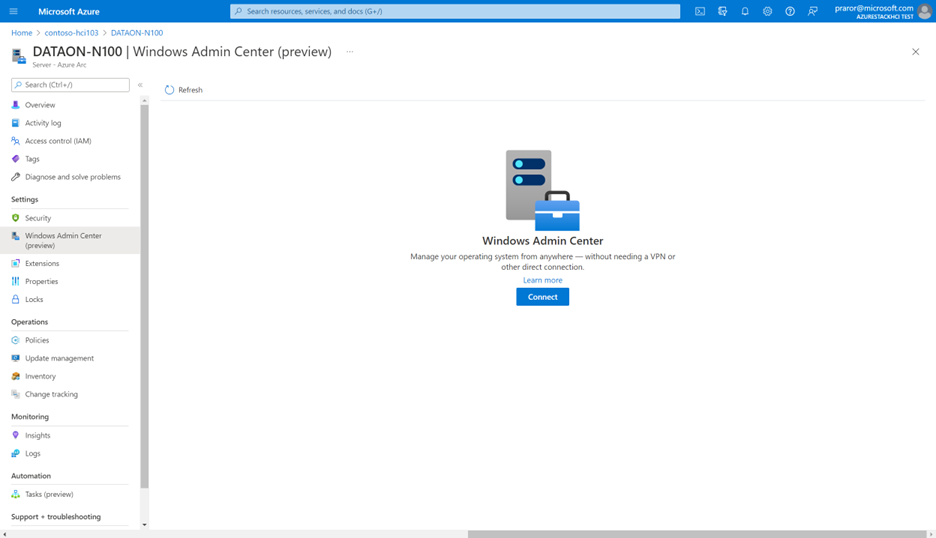 Microsoft Azure
Search resources, services, and docs (G+/)
praror@microsoft.com
AZURESTACKHCI TEST
Home > contoso-hci103 > DATAON-N100
DATAON-N100 | Windows Admin Center (preview) ...
Server - Azure Arc
Search (Ctrl+/)
«
Refresh
Overview
Activity log
Access control (IAM)
Tags
Diagnose and solve problems
Settings
Security
Windows Admin Center
(preview)
Extensions
Properties
Locks
Operations
Policies
Update management
Inventory
Change tracking
Monitoring
Insights
Logs
Automation
Tasks (preview)
Support + troubleshooting
Windows Admin Center
Manage your operating system from anywhere — without needing a VPN or
other direct connection.
Learn more
Connect